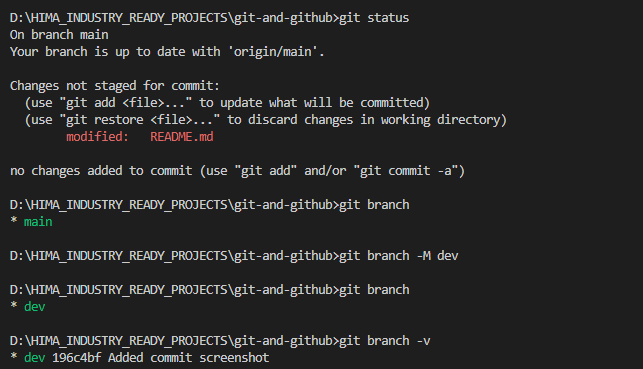 D:\HIMA_INDUSTRY_READY_PROJECTS\git-and-github>git status
On branch main
Your branch is up to date with 'origin/main'.
Changes not staged for commit:
(use "git add <file>..." to update what will be committed)
(use "git restore <file>..." to discard changes in working directory)
modified:   README.md
no changes added to commit (use "git add" and/or "git commit -a")
D:\HIMA_INDUSTRY_READY_PROJECTS\git-and-github>git branch
* main
D:\HIMA_INDUSTRY_READY_PROJECTS\git-and-github>git branch -M dev
D:\HIMA_INDUSTRY_READY_PROJECTS\git-and-github>git branch
* dev
D:\HIMA_INDUSTRY_READY_PROJECTS\git-and-github>git branch -v
* dev 196c4bf Added commit screenshot